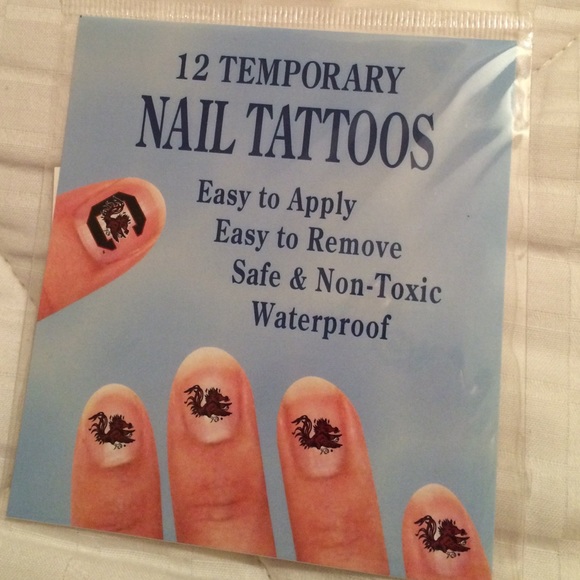 12 TEMPORARY
NAIL TATTOOS
Easy to Apply
Easy to Remove
Safe & Non-Toxic
Waterproof